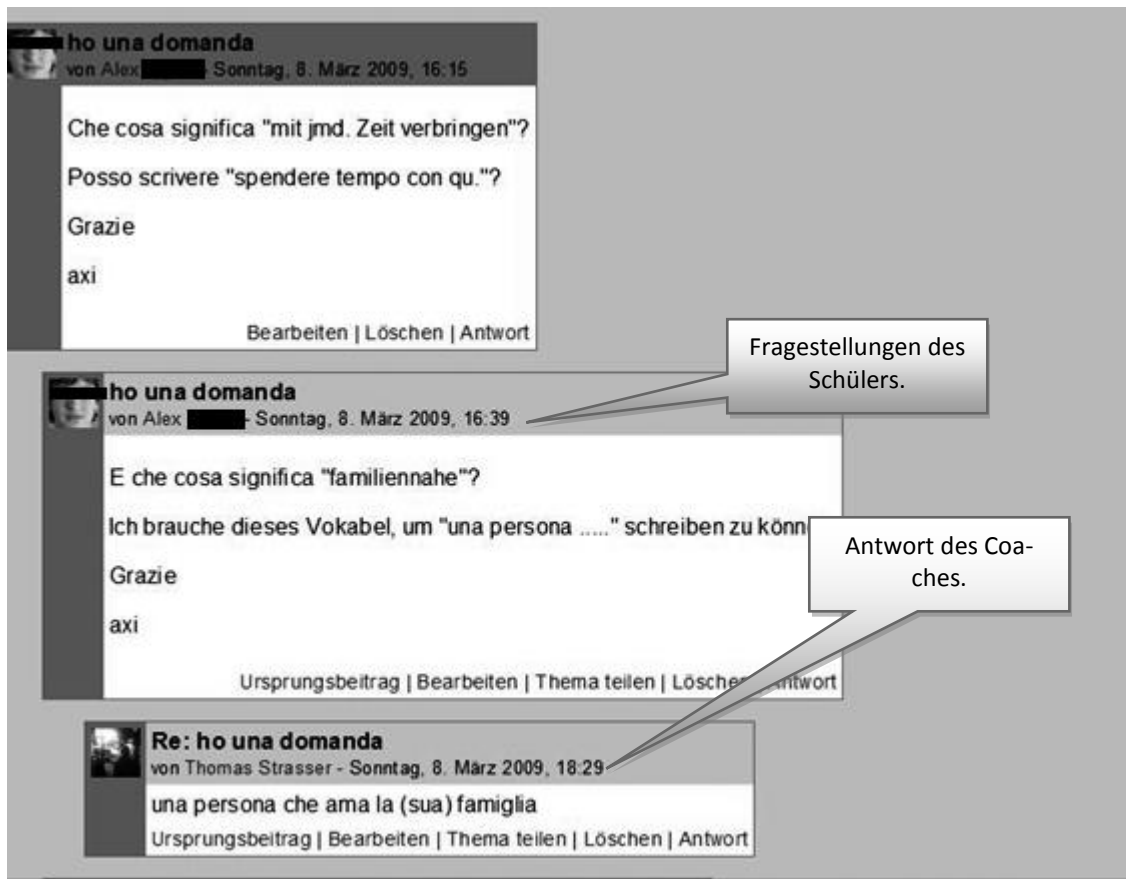 ho una domanda
von Alex - Sonntag, 8. März 2009, 16:15
Che cosa significa "mit jmd. Zeit verbringen"?
Posso scrivere "spendere tempo con qu."?
Grazie
axi
Bearbeiten | Löschen | Antwort
Fragestellungen des
Schülers.
ho una domanda
von Alex - Sonntag, 8. März 2009, 16:39
E che cosa significa "familiennahe"?
Ich brauche dieses Vokabel, um "una persona ....." schreiben zu könn
Grazie
axi
Ursprungsbeitrag | Bearbeiten | Thema teilen | Löschen | Antwort
Antwort des Coa-
ches.
Re: ho una domanda
von Thomas Strasser - Sonntag, 8. März 2009, 18:29
una persona che ama la (sua) famiglia
Ursprungsbeitrag | Bearbeiten | Thema teilen | Löschen | Antwort